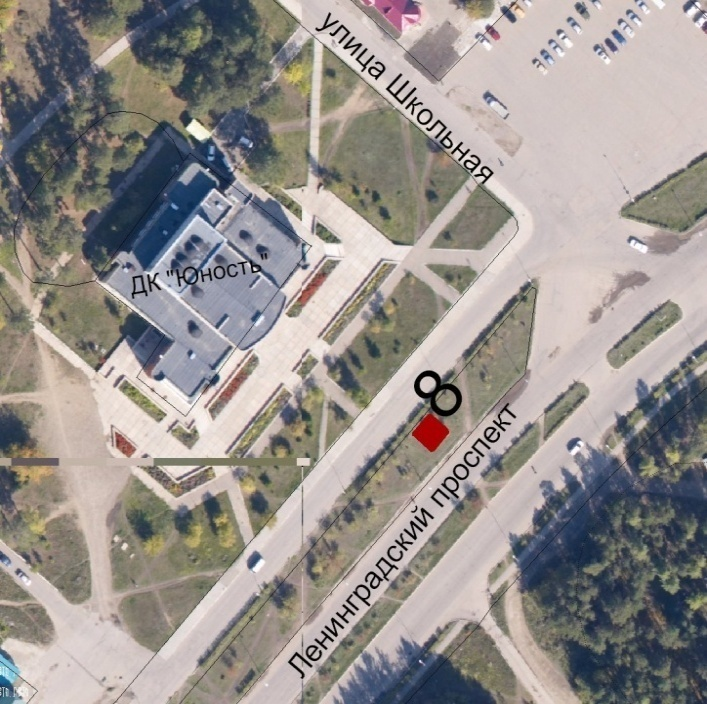 улица Школьная
ДК "Юность"
8
Ленинградский проспект